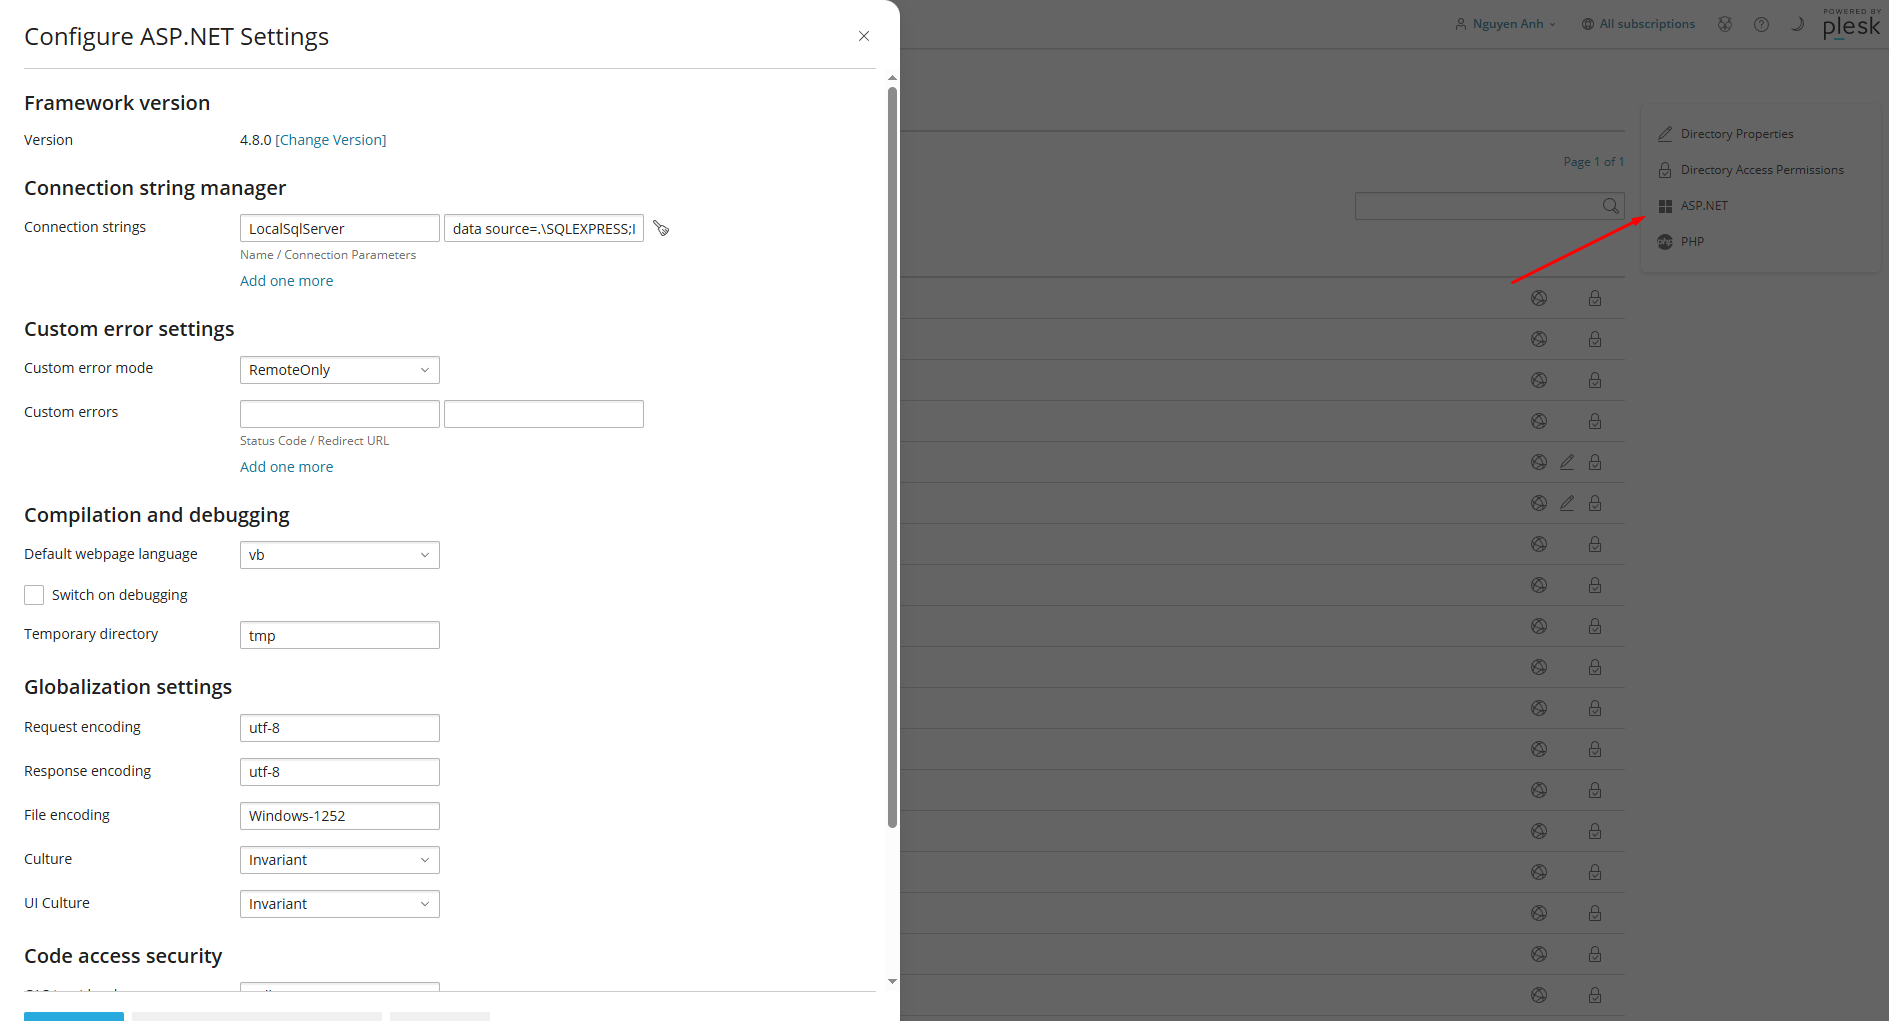 Configure ASP.NET Settings
Framework version
Version 4.8.0 [Change Version]
Connection string manager
Connection strings LocalSqlServer data source=.\SQLEXPRESS;I
Name / Connection Parameters
Add one more
Custom error settings
Custom error mode RemoteOnly
Custom errors
Status Code / Redirect URL
Add one more
Compilation and debugging
Default webpage language vb
Switch on debugging
Temporary directory tmp
Globalization settings
Request encoding utf-8
Response encoding utf-8
File encoding Windows-1252
Culture Invariant
UI Culture Invariant
Code access security
Nguyen Anh
All subscriptions
POWERED BY
plesk
Page 1 of 1
Directory Properties
Directory Access Permissions
ASP.NET
php PHP